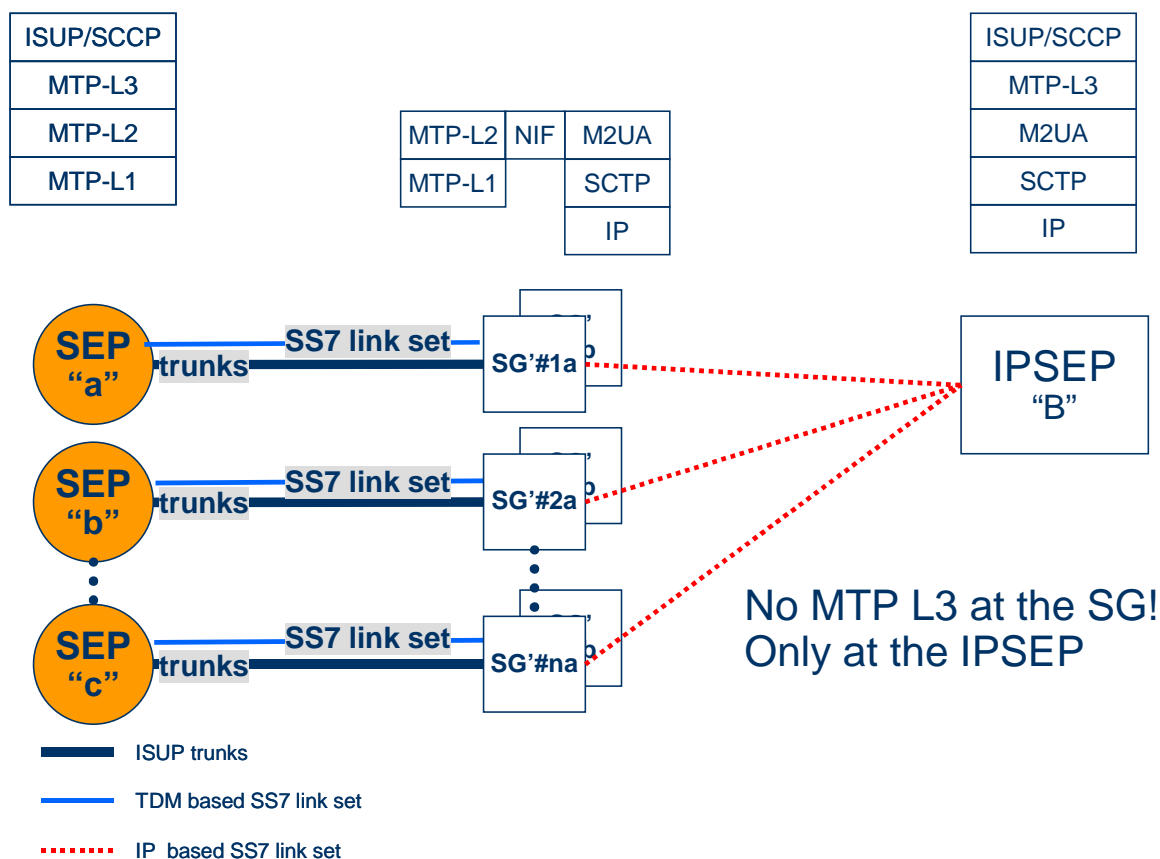 ISUP/SCCP
MTP-L3
MTP-L2
MTP-L1
MTP-L2 NIF M2UA
MTP-L1 SCTP
IP
ISUP/SCCP
MTP-L3
M2UA
SCTP
IP
SEP
“a”
SS7 link set
trunks
SG’#1a
IPSEP
“B”
SEP
“b”
SS7 link set
trunks
SG’#2a
SEP
“c”
SS7 link set
trunks
SG’#na
No MTP L3 at the SG!
Only at the IPSEP
ISUP trunks
TDM based SS7 link set
IP based SS7 link set